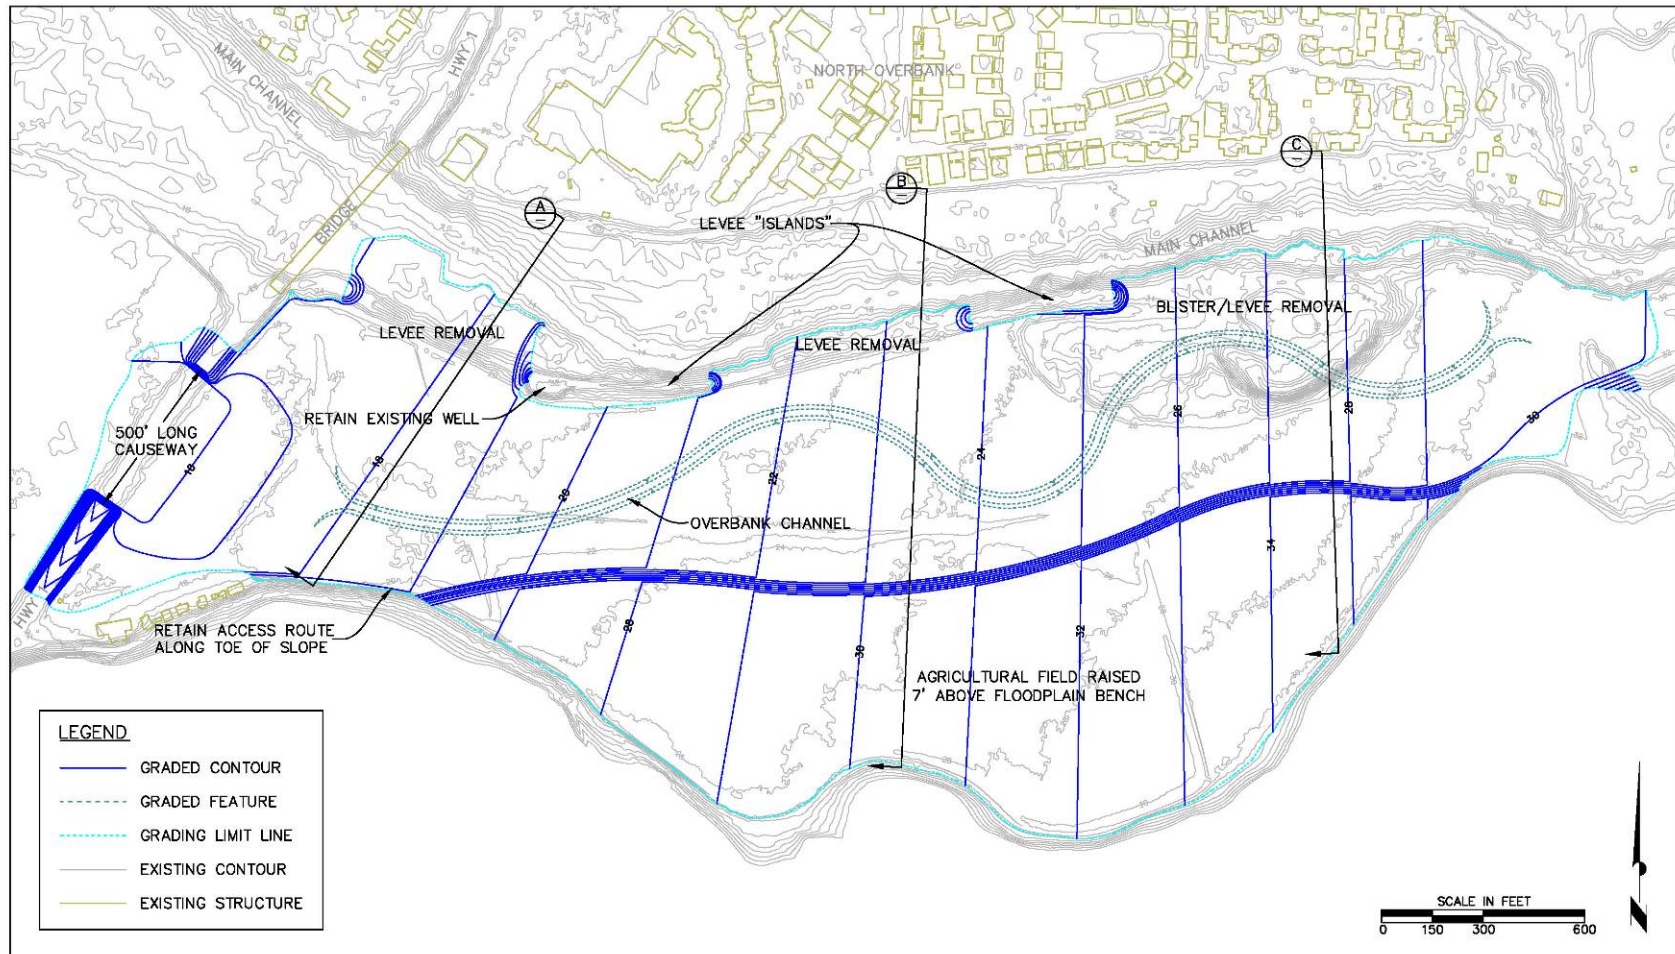 MAIN CHANNEL
HWY 1
NORTH OVERBANK
BRIDGE
A
B
C
LEVEE "ISLANDS"
MAIN CHANNEL
LEVEE REMOVAL
LEVEE REMOVAL
BLISTER/LEVEE REMOVAL
RETAIN EXISTING WELL
500' LONG
CAUSEWAY
18
18
20
22
24
26
28
30
OVERBANK CHANNEL
HWY
RETAIN ACCESS ROUTE
ALONG TOE OF SLOPE
28
30
32
34
AGRICULTURAL FIELD RAISED
7' ABOVE FLOODPLAIN BENCH
LEGEND
GRADED CONTOUR
GRADED FEATURE
GRADING LIMIT LINE
EXISTING CONTOUR
EXISTING STRUCTURE
N
SCALE IN FEET
0 150 300 600